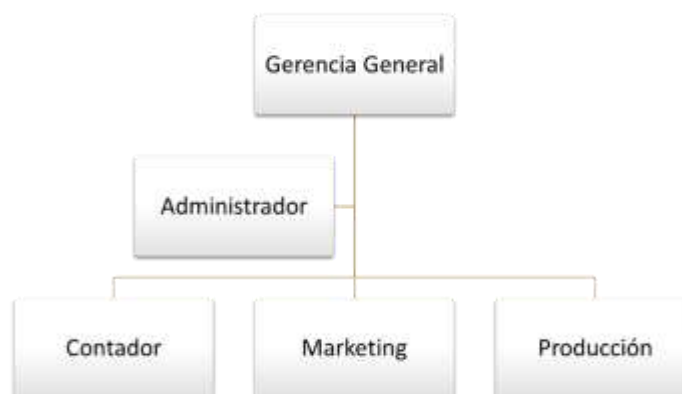 Gerencia General
Administrador
Contador
Marketing
Producción